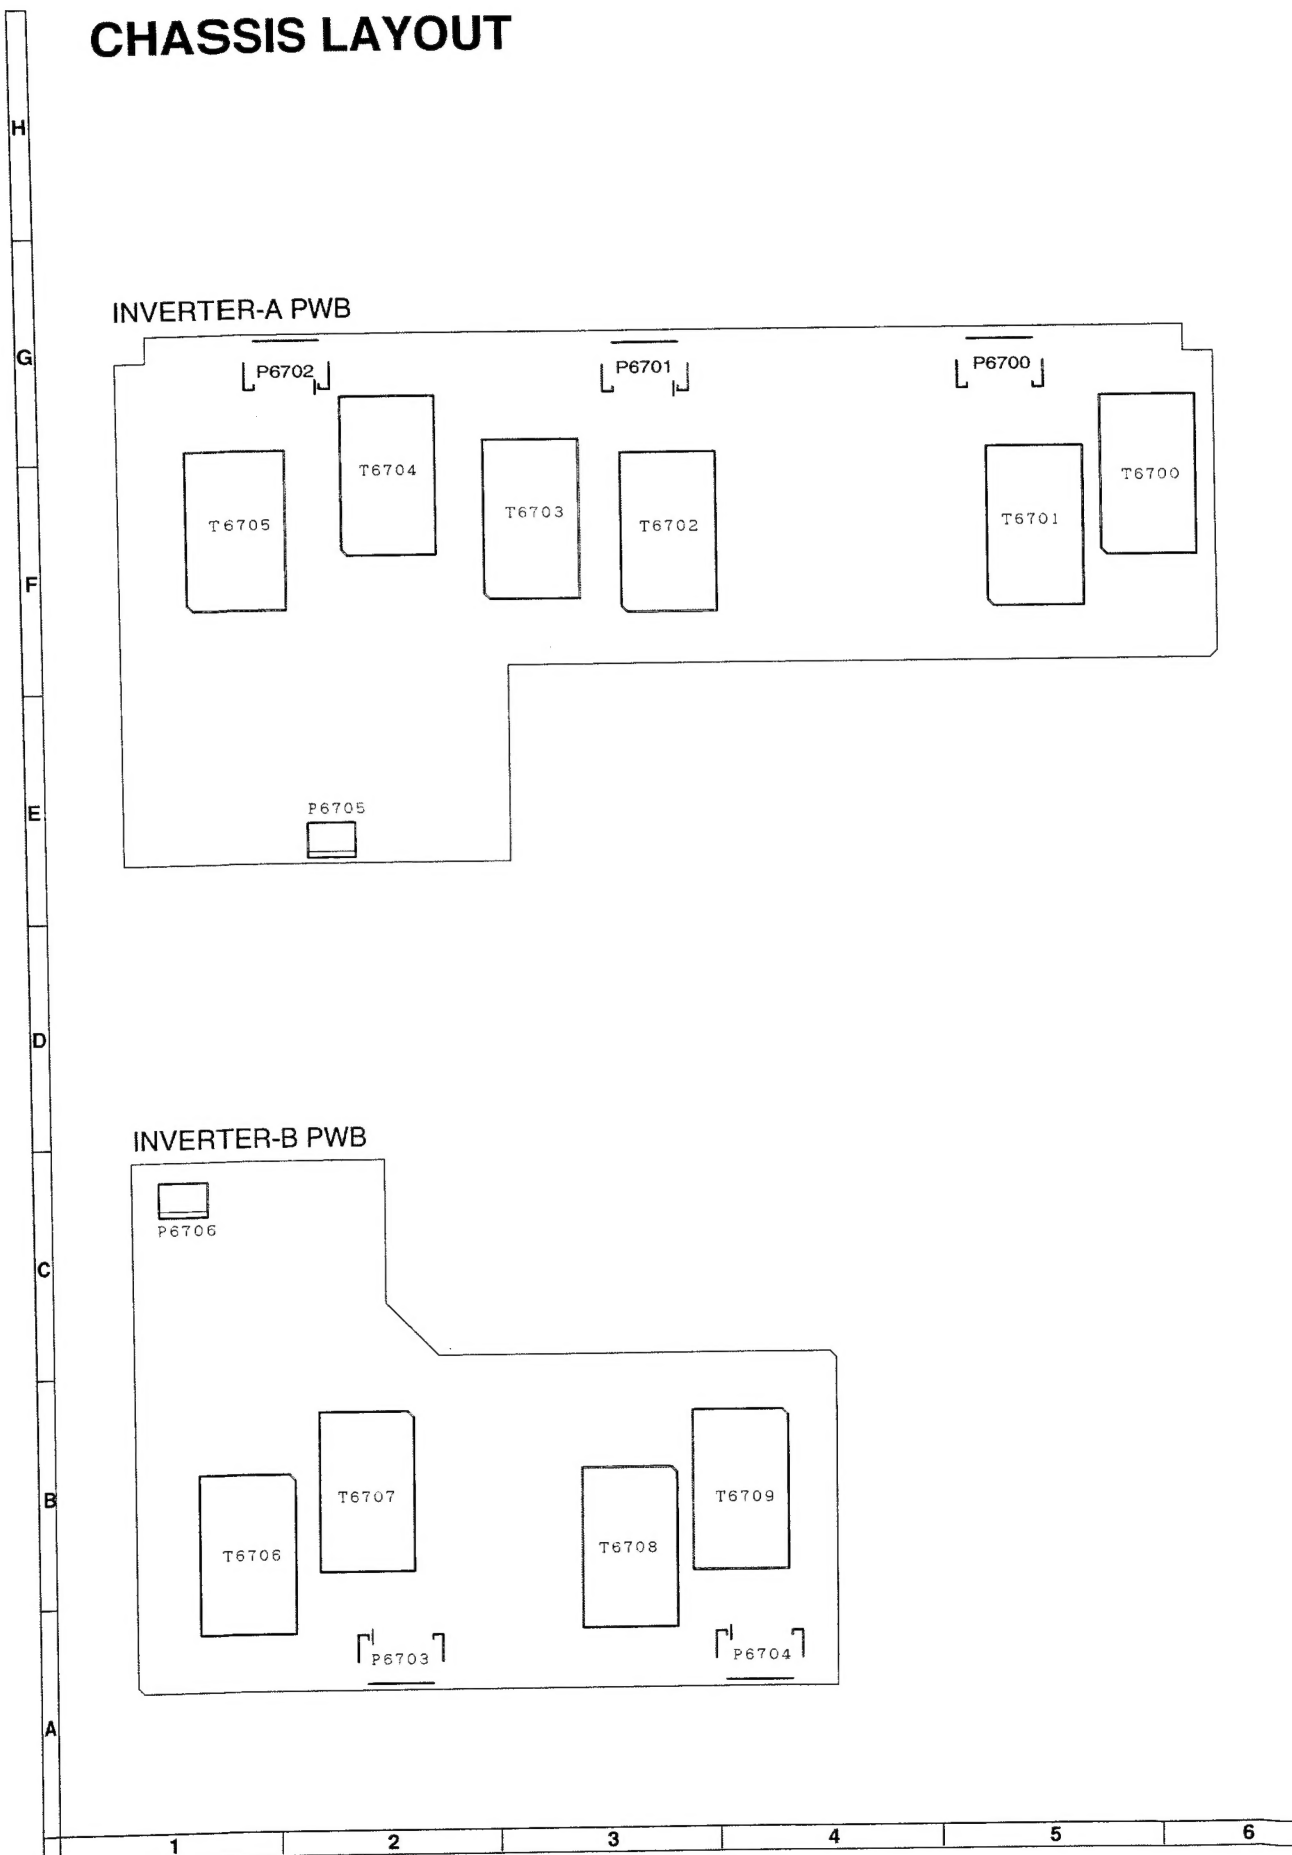 CHASSIS LAYOUT
H
INVERTER-A PWB
G
P6702
P6701
P6700
T6704
T6700
T6703
T6705
T6702
T6701
F
P6705
E
D
INVERTER-B PWB
P6706
C
T6707
T6709
B
T6706
T6708
P6703
P6704
A
1 2 3 4 5 6